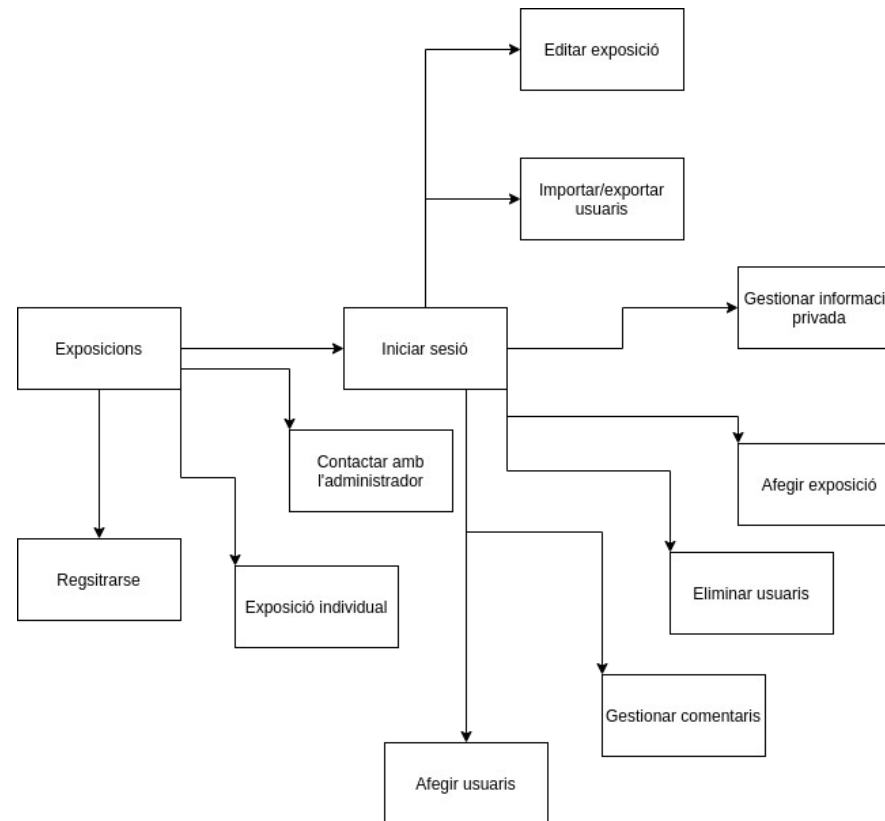 Editar exposició
Importar/exportar
usuaris
Gestionar informaci
privada
Exposicions
Iniciar sesió
Contactar amb
l'administrador
Afegir exposició
Regsitrarse
Exposició individual
Eliminar usuaris
Gestionar comentaris
Afegir usuaris